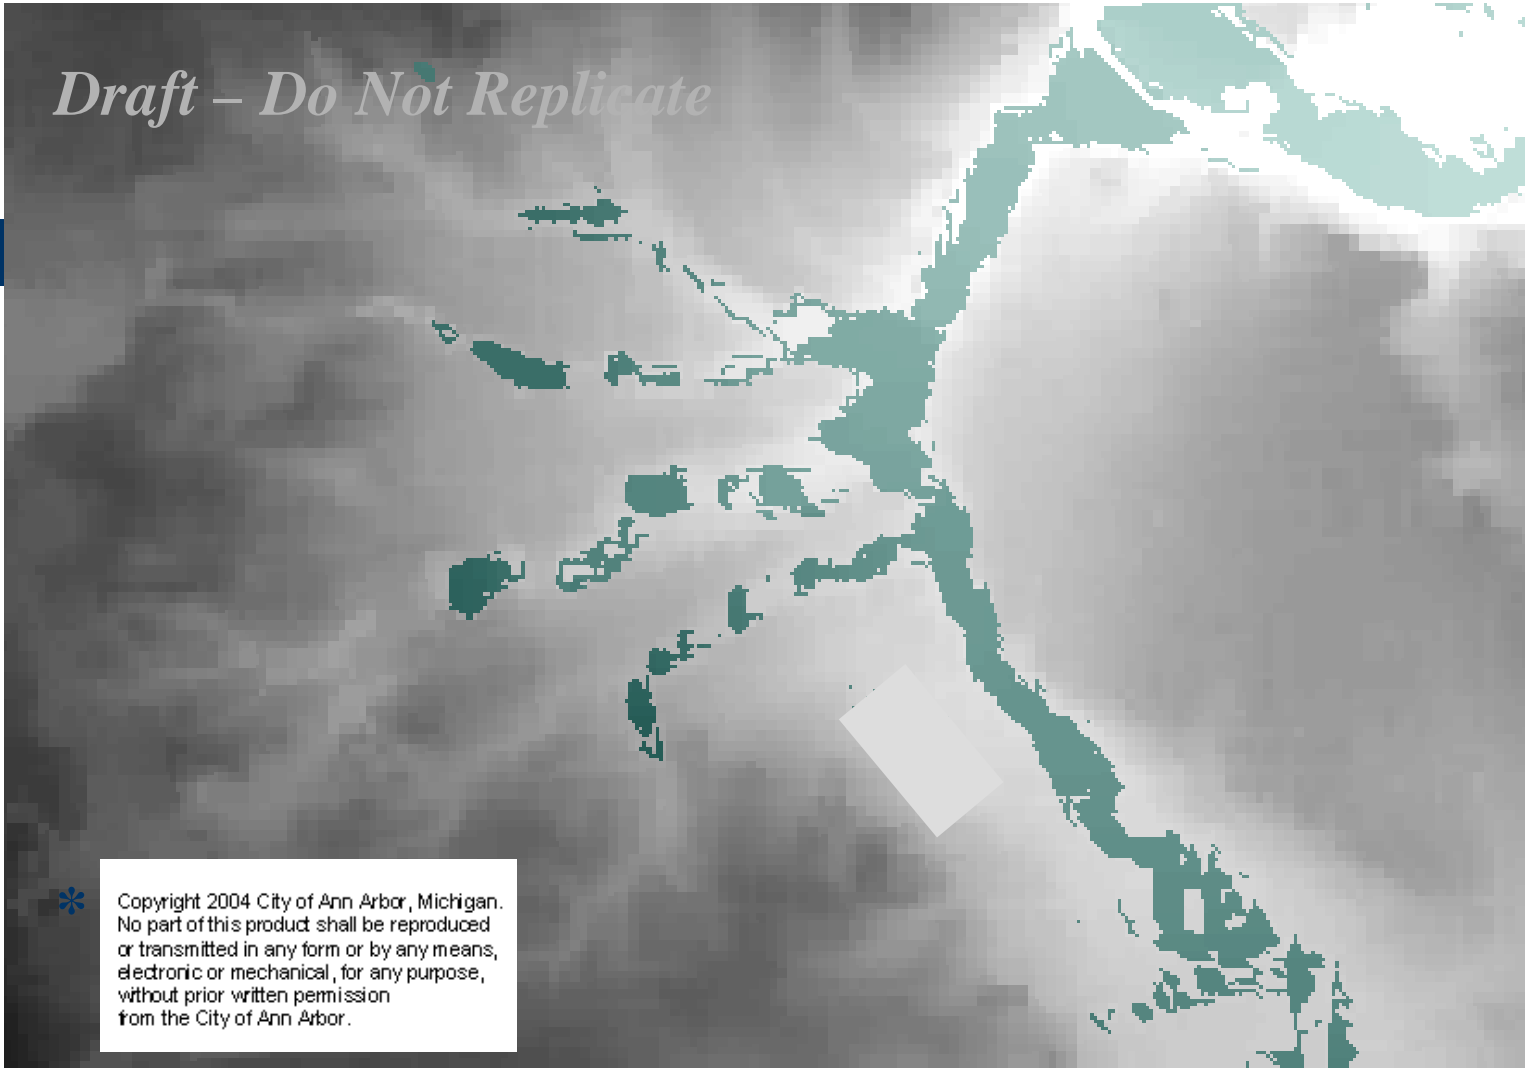 Draft – Do Not Replicate
* Copyright 2004 City of Ann Arbor, Michigan.
No part of this product shall be reproduced
or transmitted in any form or by any means,
electronic or mechanical, for any purpose,
without prior written permission
from the City of Ann Arbor.